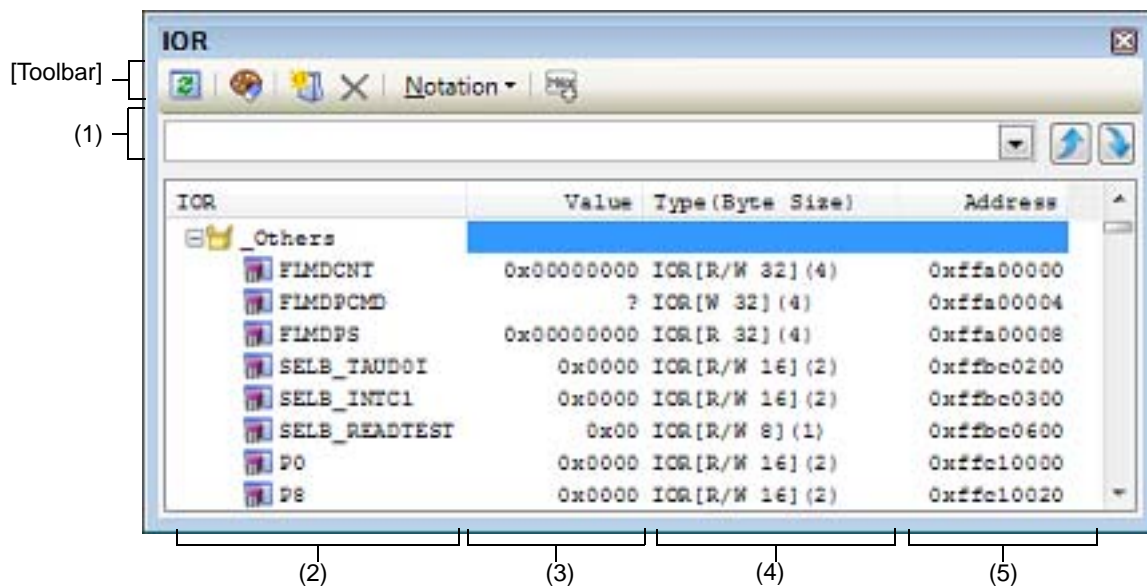 IOR
[Toolbar]
Notation
HEX
(1)
IOR Value Type(Byte Size) Address
_Others
FLMDCNT 0x00000000 IOR[R/W 32](4) 0xffa00000
FLMDPCMD ? IOR[W 32](4) 0xffa00004
FLMDPS 0x00000000 IOR[R 32](4) 0xffa00008
SELB_TAUD0I 0x0000 IOR[R/W 16](2) 0xffbc0200
SELB_INTC1 0x0000 IOR[R/W 16](2) 0xffbc0300
SELB_READTEST 0x00 IOR[R/W 8](1) 0xffbc0600
P0 0x0000 IOR[R/W 16](2) 0xffc10000
P8 0x0000 IOR[R/W 16](2) 0xffc10020
(2) (3) (4) (5)